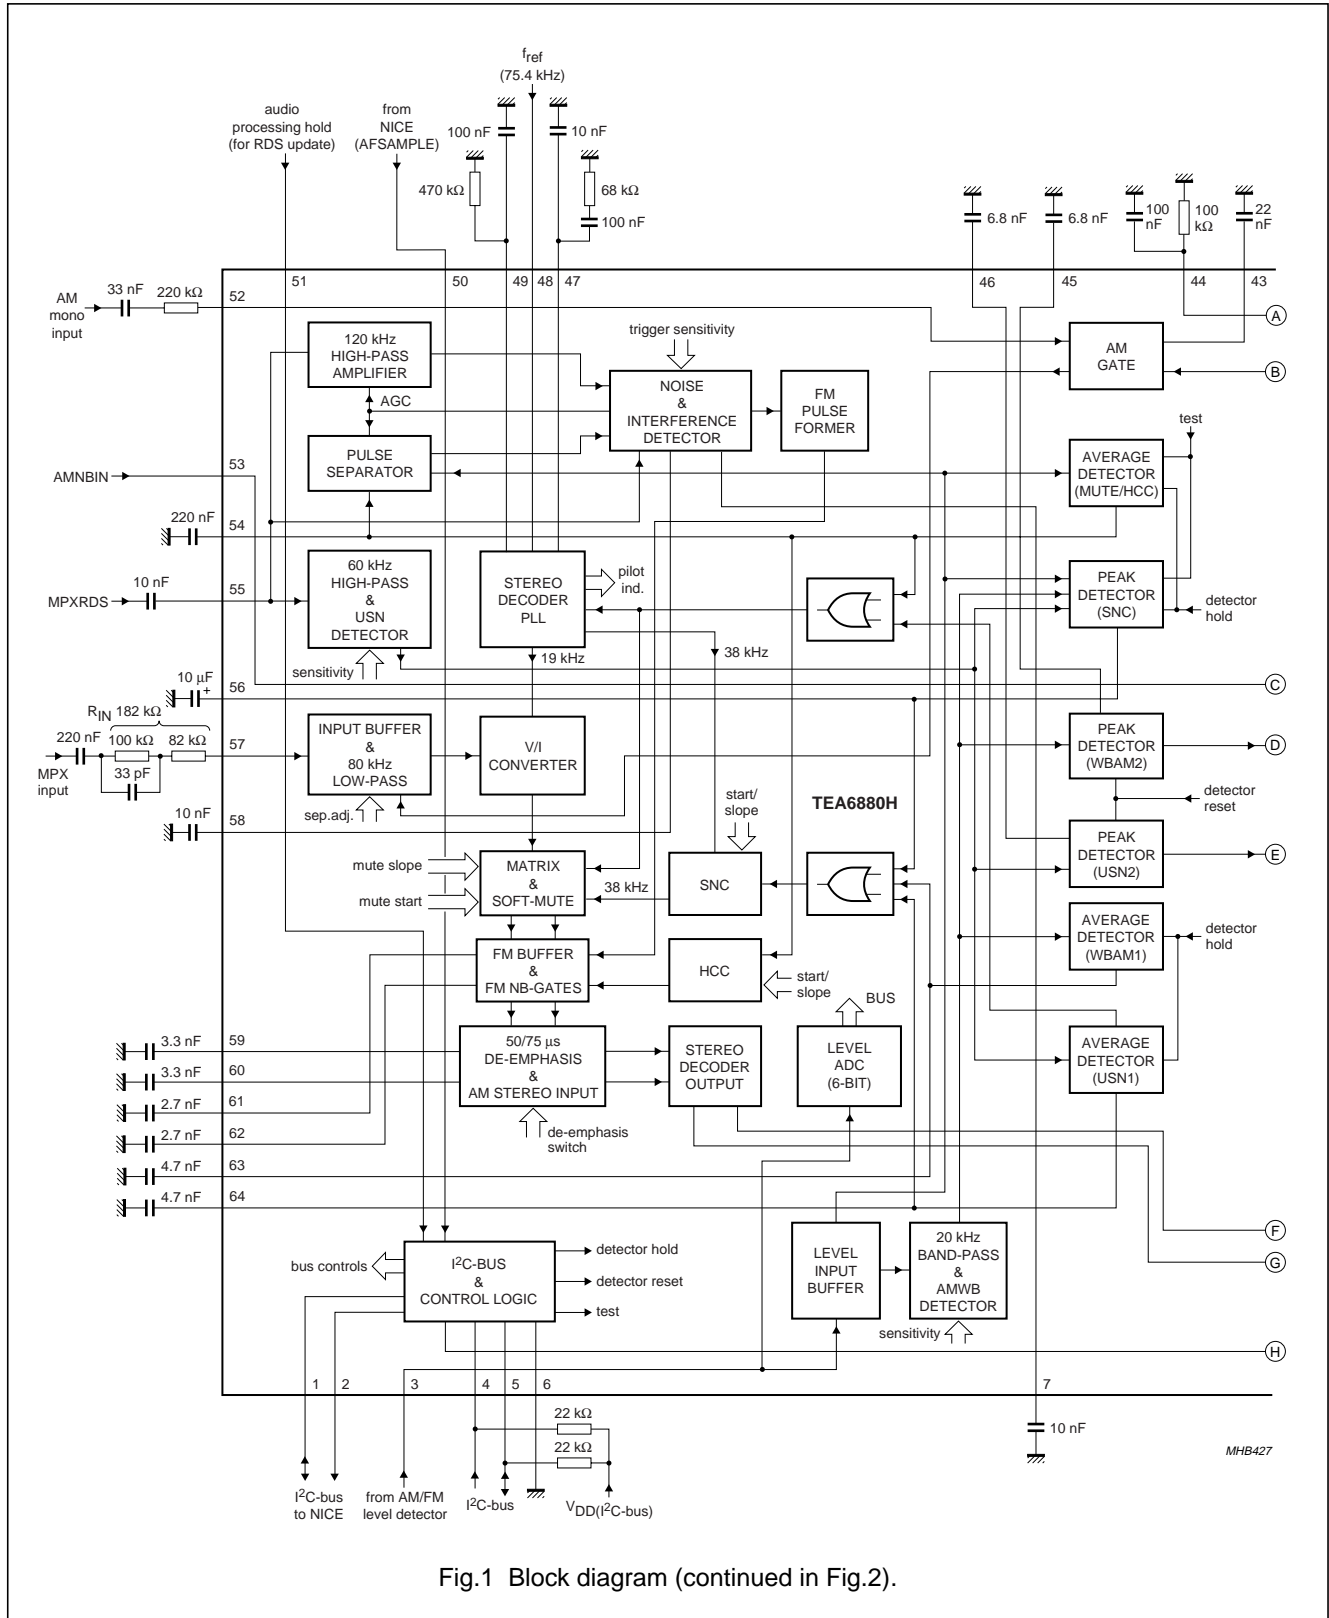 fref
(75.4 kHz)
audio
processing hold
(for RDS update)
from
NICE
(AFSAMPLE)
100 nF
10 nF
470 kΩ
68 kΩ
100 nF
6.8 nF
6.8 nF
100
nF
100
kΩ
22
nF
51
50
49
48
47
46
45
44
43
AM
mono
input
33 nF
220 kΩ
52
A
120 kHz
HIGH-PASS
AMPLIFIER
trigger sensitivity
AM
GATE
B
AGC
NOISE
&
INTERFERENCE
DETECTOR
FM
PULSE
FORMER
test
PULSE
SEPARATOR
AVERAGE
DETECTOR
(MUTE/HCC)
AMNBIN
53
220 nF
54
MPXRDS
10 nF
55
60 kHz
HIGH-PASS
&
USN
DETECTOR
sensitivity
STEREO
DECODER
PLL
pilot
ind.
19 kHz
38 kHz
PEAK
DETECTOR
(SNC)
detector
hold
10 μF
+
56
C
RIN 182 kΩ
220 nF
100 kΩ
82 kΩ
57
33 pF
MPX
input
INPUT BUFFER
&
80 kHz
LOW-PASS
sep.adj.
V/I
CONVERTER
PEAK
DETECTOR
(WBAM2)
D
detector
reset
10 nF
58
start/
slope
TEA6880H
PEAK
DETECTOR
(USN2)
E
mute slope
mute start
MATRIX
&
SOFT-MUTE
38 kHz
SNC
AVERAGE
DETECTOR
(WBAM1)
detector
hold
FM BUFFER
&
FM NB-GATES
HCC
start/
slope
BUS
3.3 nF
59
3.3 nF
60
2.7 nF
61
2.7 nF
62
4.7 nF
63
4.7 nF
64
50/75 μs
DE-EMPHASIS
&
AM STEREO INPUT
de-emphasis
switch
STEREO
DECODER
OUTPUT
LEVEL
ADC
(6-BIT)
AVERAGE
DETECTOR
(USN1)
F
G
bus controls
I2C-BUS
&
CONTROL LOGIC
detector hold
detector reset
test
LEVEL
INPUT
BUFFER
20 kHz
BAND-PASS
&
AMWB
DETECTOR
sensitivity
H
1
2
3
4
5
6
7
22 kΩ
22 kΩ
10 nF
MHB427
I2C-bus
to NICE
from AM/FM
level detector
I2C-bus
VDD(I2C-bus)
Fig.1 Block diagram (continued in Fig.2).